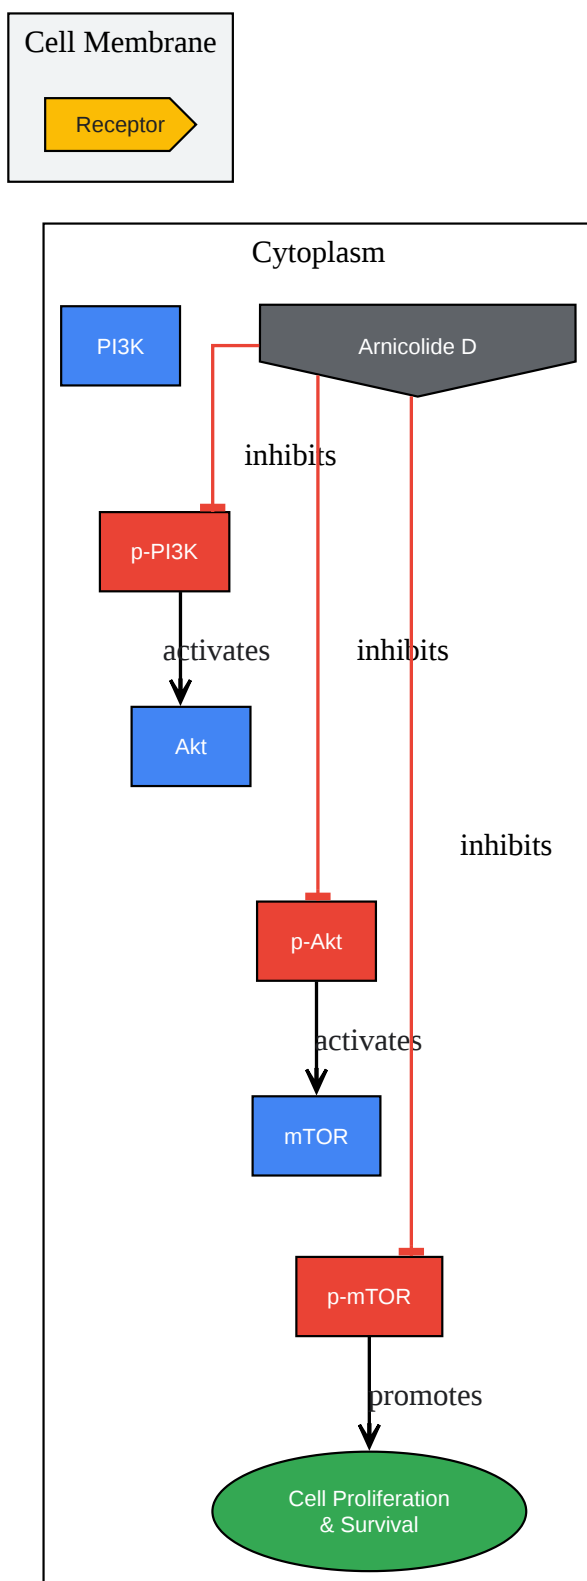 Cell Membrane
Receptor
Cytoplasm
PI3K
Arnicolide D
inhibits
p-PI3K
activates
inhibits
Akt
inhibits
p-Akt
activates
mTOR
p-mTOR
promotes
Cell Proliferation
& Survival